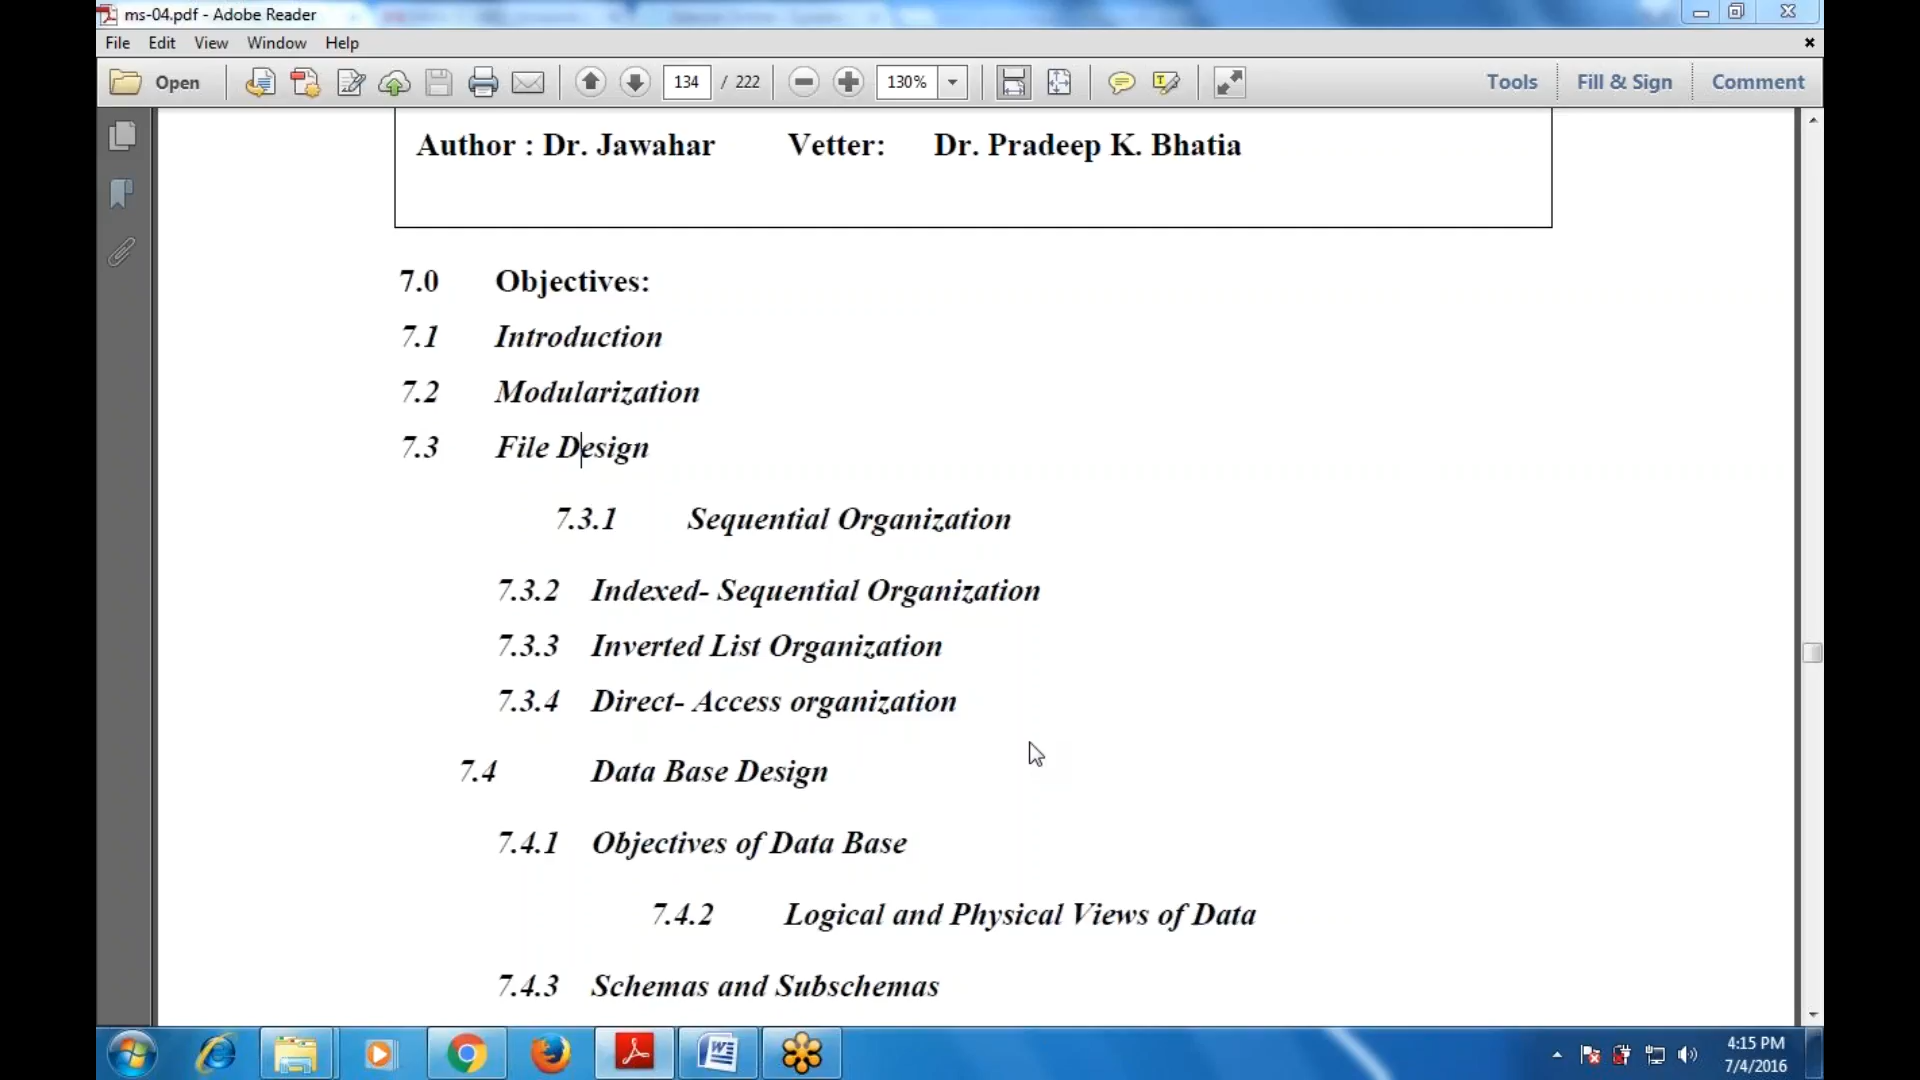 ms-04.pdf - Adobe Reader
File Edit View Window Help
Open 134 / 222 130% Tools Fill & Sign Comment
Author : Dr. Jawahar Vetter: Dr. Pradeep K. Bhatia
7.0 Objectives:
7.1 Introduction
7.2 Modularization
7.3 File Design
7.3.1 Sequential Organization
7.3.2 Indexed- Sequential Organization
7.3.3 Inverted List Organization
7.3.4 Direct- Access organization
7.4 Data Base Design
7.4.1 Objectives of Data Base
7.4.2 Logical and Physical Views of Data
7.4.3 Schemas and Subschemas
4:15 PM
7/4/2016